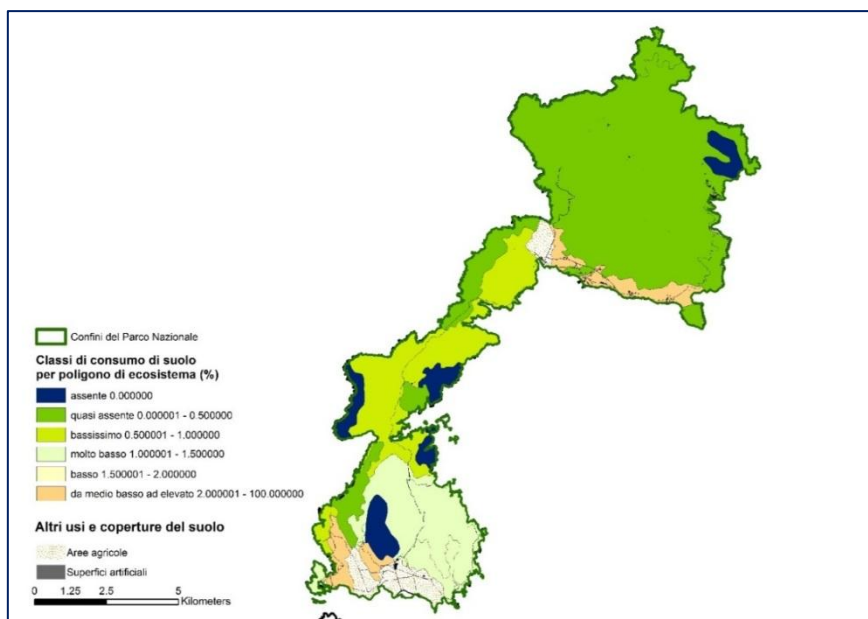 Confini del Parco Nazionale
Classi di consumo di suolo
per poligono di ecosistema (%)
assente 0.000000
quasi assente 0.000001 - 0.500000
bassissimo 0.500001 - 1.000000
molto basso 1.000001 - 1.500000
basso 1.500001 - 2.000000
da medio basso ad elevato 2.000001 - 100.000000
Altri usi e coperture del suolo
Aree agricole
Superfici artificiali
0 1.25 2.5 5
Kilometers